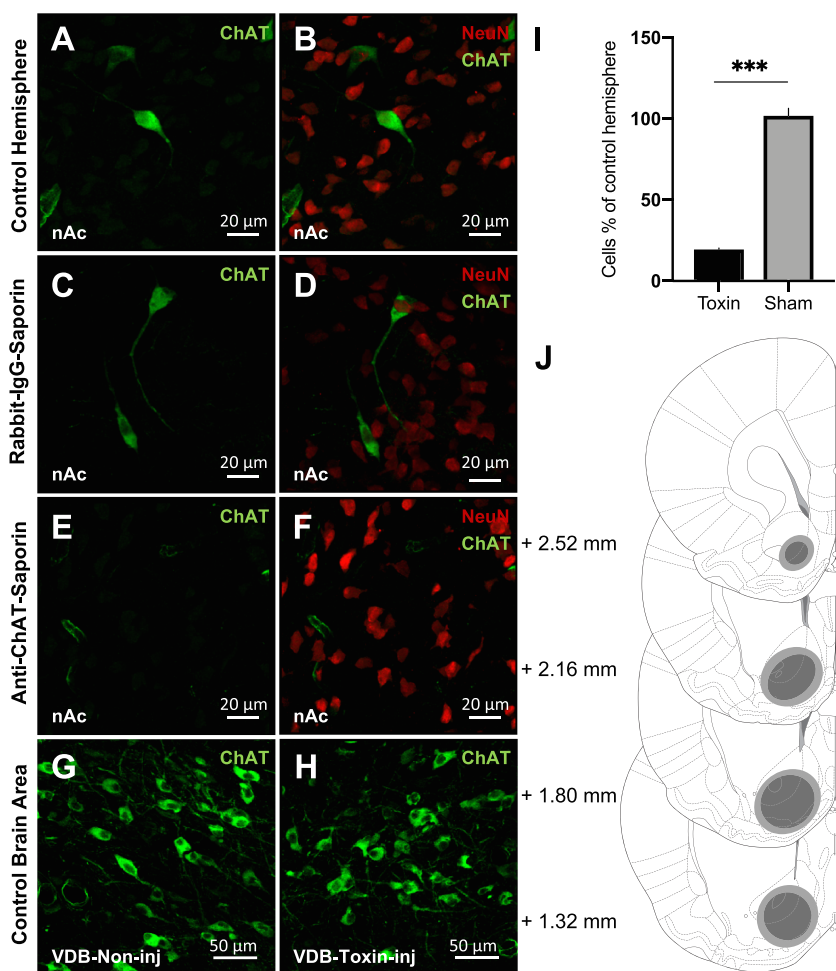 Control Hemisphere
A
ChAT
20 µm
nAc
B
NeuN
ChAT
20 µm
Rabbit-IgG-Saporin
C
ChAT
20 µm
nAc
D
NeuN
ChAT
20 µm
Anti-ChAT-Saporin
E
ChAT
20 µm
nAc
F
NeuN
ChAT
20 µm
Control Brain Area
G
ChAT
VDB-Non-inj
50 µm
H
ChAT
VDB-Toxin-inj
50 µm
I
Cells % of control hemisphere
150
100
50
0
***
Toxin
Sham
J
+ 2.52 mm
+ 2.16 mm
+ 1.80 mm
+ 1.32 mm